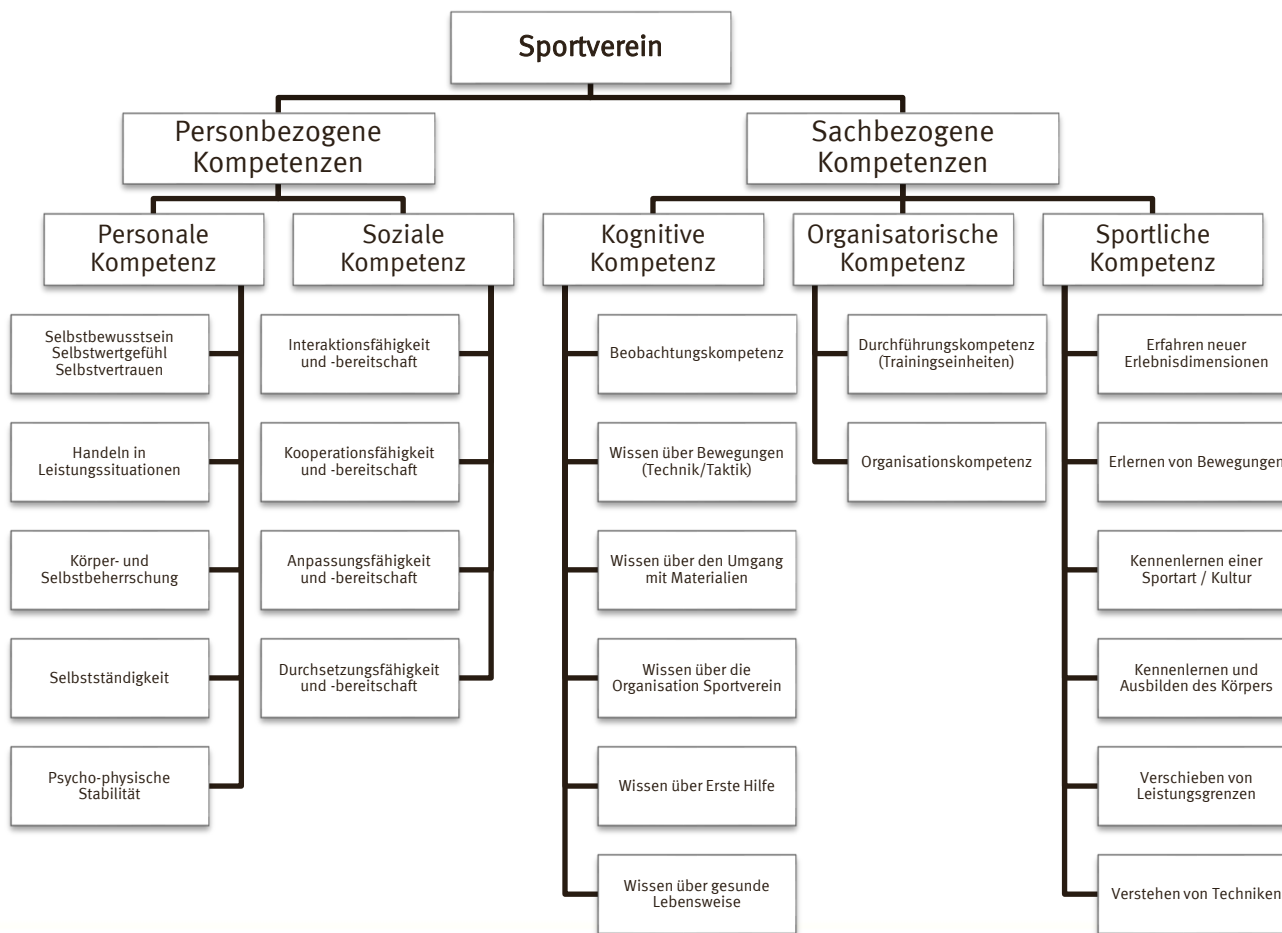 Sportverein
Personbezogene
Kompetenzen
Sachbezogene
Kompetenzen
Personale
Kompetenz
Soziale
Kompetenz
Kognitive
Kompetenz
Organisatorische
Kompetenz
Sportliche
Kompetenz
Selbstbewusstsein
Selbstwertgefühl
Selbstvertrauen
Handeln in
Leistungssituationen
Körper- und
Selbstbeherrschung
Selbstständigkeit
Psycho-physische
Stabilität
Interaktionsfähigkeit
und -bereitschaft
Kooperationsfähigkeit
und -bereitschaft
Anpassungsfähigkeit
und -bereitschaft
Durchsetzungsfähigkeit
und -bereitschaft
Beobachtungskompetenz
Wissen über Bewegungen
(Technik/Taktik)
Wissen über den Umgang
mit Materialien
Wissen über die
Organisation Sportverein
Wissen über Erste Hilfe
Wissen über gesunde
Lebensweise
Durchführungskompetenz
(Trainingseinheiten)
Organisationskompetenz
Erfahren neuer
Erlebnisdimensionen
Erlernen von Bewegungen
Kennenlernen einer
Sportart / Kultur
Kennenlernen und
Ausbilden des Körpers
Verschieben von
Leistungsgrenzen
Verstehen von Techniken